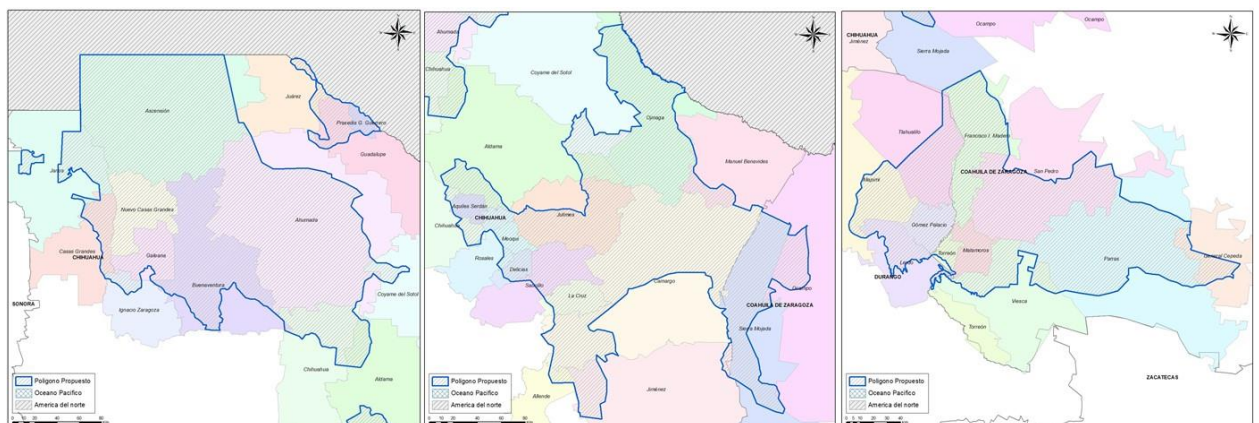 Ascensión
Juárez
Praxedis G. Guerrero
Guadalupe
Janos
Nuevo Casas Grandes
Ahumada
Casas Grandes
CHIHUAHUA
Galeana
Buenaventura
Coyame del Sotol
SONORA
Ignacio Zaragoza
Chihuahua
Aldama
Poligono Propuesto
Oceano Pacifico
America del norte
Ahumada
Chihuahua
Coyame del Sotol
Ojinaga
Aldama
Manuel Benavides
Aquiles Serdán
CHIHUAHUA
Chihuahua
Julimes
Meoqui
Rosales
Delicias
Saucillo
La Cruz
Camargo
Ocampo
COAHUILA DE ZARAGOZA
Sierra Mojada
Jiménez
Allende
Poligono Propuesto
Oceano Pacifico
America del norte
CHIHUAHUA
Jiménez
Ocampo
Ocampo
Sierra Mojada
Tlahualilo
Francisco I. Madero
COAHUILA DE ZARAGOZA
San Pedro
Mapimí
Gómez Palacio
Matamoros
Torreón
Lerdo
DURANGO
Parras
General Cepeda
Viesca
Torreón
ZACATECAS
Poligono Propuesto
Oceano Pacifico
America del norte